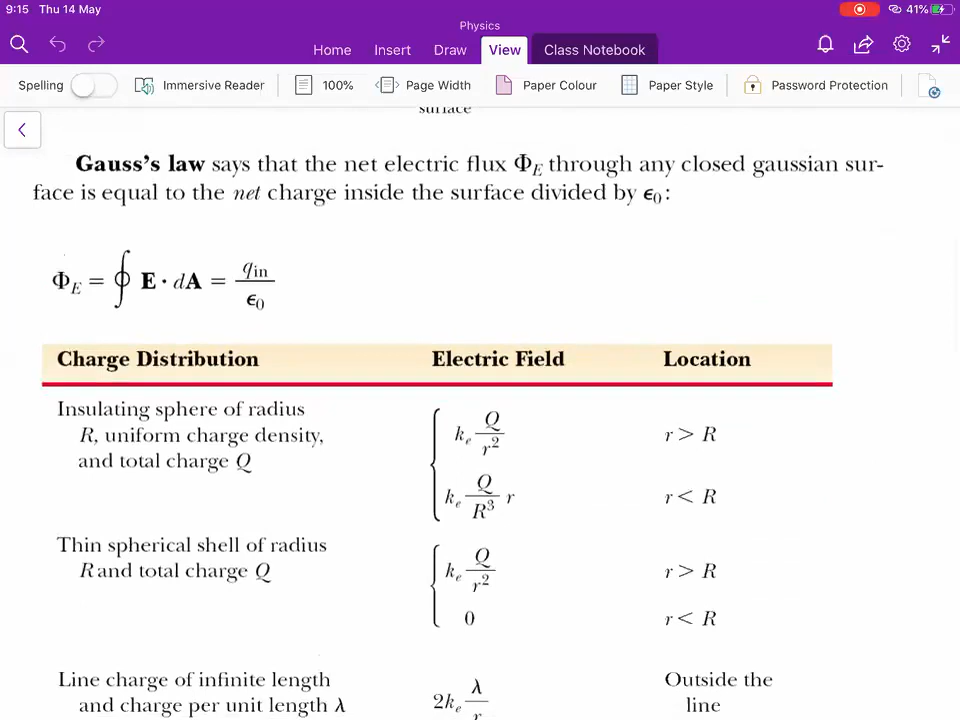 9:15 Thu 14 May
41%
Physics
Home Insert Draw View Class Notebook
Spelling Immersive Reader 100% Page Width Paper Colour Paper Style Password Protection
surface
Gauss's law says that the net electric flux Φ_E through any closed gaussian sur-
face is equal to the net charge inside the surface divided by ϵ₀:
Φ_E = ∮ E · dA = q_in / ϵ₀
Charge Distribution Electric Field Location
Insulating sphere of radius
R, uniform charge density,
and total charge Q
k_e Q/r² r > R
k_e Q/R³ r r < R
Thin spherical shell of radius
R and total charge Q
k_e Q/r² r > R
0 r < R
Line charge of infinite length
and charge per unit length λ
2k_e λ/r
Outside the
line